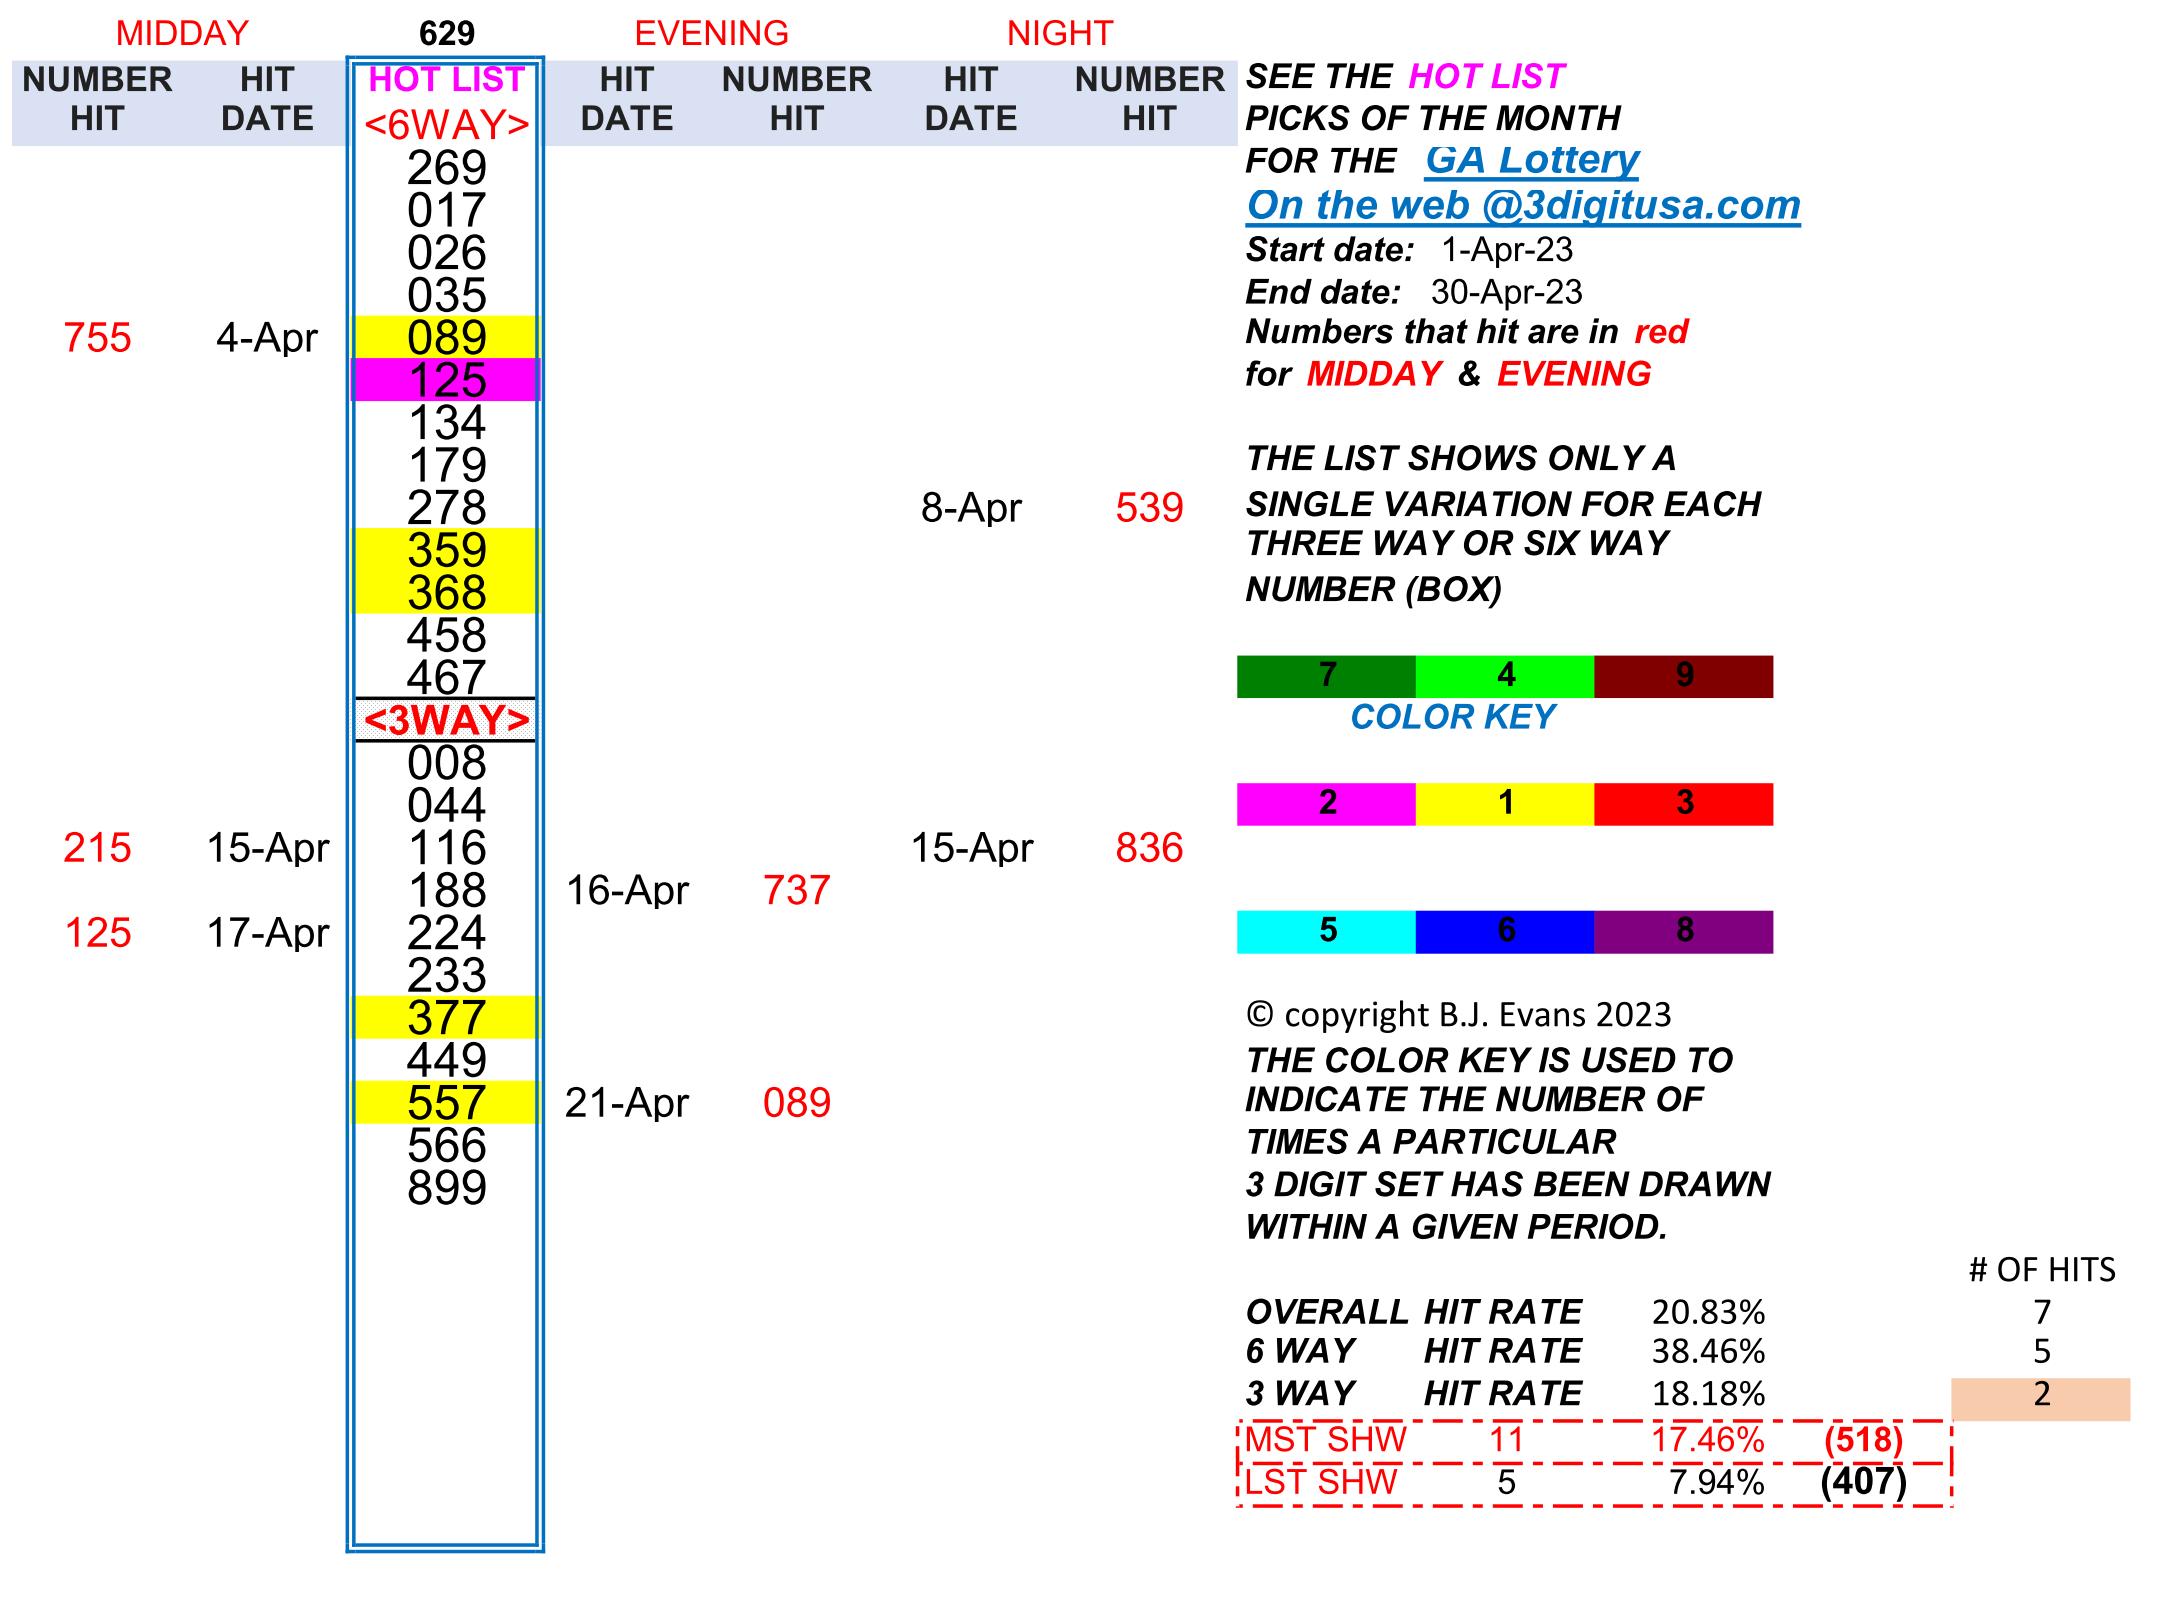 MIDDAY 629 EVENING NIGHT
NUMBER HIT HOT LIST HIT NUMBER HIT NUMBER SEE THE HOT LIST
HIT DATE <6WAY> DATE HIT DATE HIT PICKS OF THE MONTH
269 FOR THE GA Lottery
017 On the web @3digitusa.com
026 Start date: 1-Apr-23
035 End date: 30-Apr-23
755 4-Apr 089 Numbers that hit are in red
125 for MIDDAY & EVENING
134
179 THE LIST SHOWS ONLY A
278 8-Apr 539 SINGLE VARIATION FOR EACH
359 THREE WAY OR SIX WAY
368 NUMBER (BOX)
458
467 7 4 9
<3WAY> COLOR KEY
008
044 2 1 3
215 15-Apr 116 15-Apr 836
188 16-Apr 737
125 17-Apr 224 5 6 8
233
377 © copyright B.J. Evans 2023
449 THE COLOR KEY IS USED TO
557 21-Apr 089 INDICATE THE NUMBER OF
566 TIMES A PARTICULAR
899 3 DIGIT SET HAS BEEN DRAWN
WITHIN A GIVEN PERIOD.
# OF HITS
OVERALL HIT RATE 20.83% 7
6 WAY HIT RATE 38.46% 5
3 WAY HIT RATE 18.18% 2
MST SHW 11 17.46% (518)
LST SHW 5 7.94% (407)